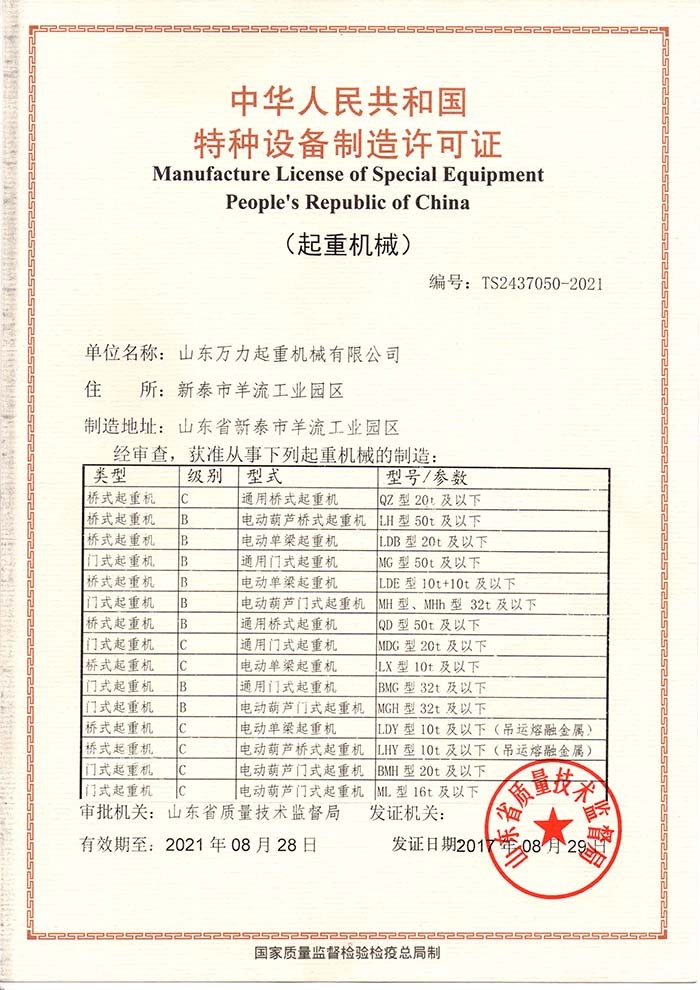 中华人民共和国
特种设备制造许可证
Manufacture License of Special Equipment
People's Republic of China
（起重机械）
编号：TS2437050-2021
单位名称：山东万力起重机械有限公司
住 所：新泰市羊流工业园区
制造地址：山东省新泰市羊流工业园区
经审查，获准从事下列起重机械的制造：
类型 级别 型式 型号/参数
桥式起重机 C 通用桥式起重机 QZ 型 20t 及以下
桥式起重机 B 电动葫芦桥式起重机 LH 型 50t 及以下
桥式起重机 B 电动单梁起重机 LDB 型 20t 及以下
门式起重机 B 通用门式起重机 MG 型 50t 及以下
桥式起重机 B 电动单梁起重机 LDE 型 10t+10t 及以下
门式起重机 B 电动葫芦门式起重机 MH 型、MHh 型 32t 及以下
桥式起重机 B 通用桥式起重机 QD 型 50t 及以下
门式起重机 C 通用门式起重机 MDG 型 20t 及以下
桥式起重机 C 电动单梁起重机 LX 型 10t 及以下
门式起重机 B 通用门式起重机 BMG 型 32t 及以下
门式起重机 B 电动葫芦门式起重机 MGH 型 32t 及以下
桥式起重机 C 电动单梁起重机 LDY 型 10t 及以下（吊运熔融金属）
桥式起重机 C 电动葫芦桥式起重机 LHY 型 10t 及以下（吊运熔融金属）
门式起重机 C 电动葫芦门式起重机 BMH 型 20t 及以下
门式起重机 C 电动葫芦门式起重机 ML 型 16t 及以下
审批机关：山东省质量技术监督局 发证机关：
山东省质量技术监督局
有效期至：2021 年 08 月 28 日 发证日期2017 年 08 月 29 日
国家质量监督检验检疫总局制